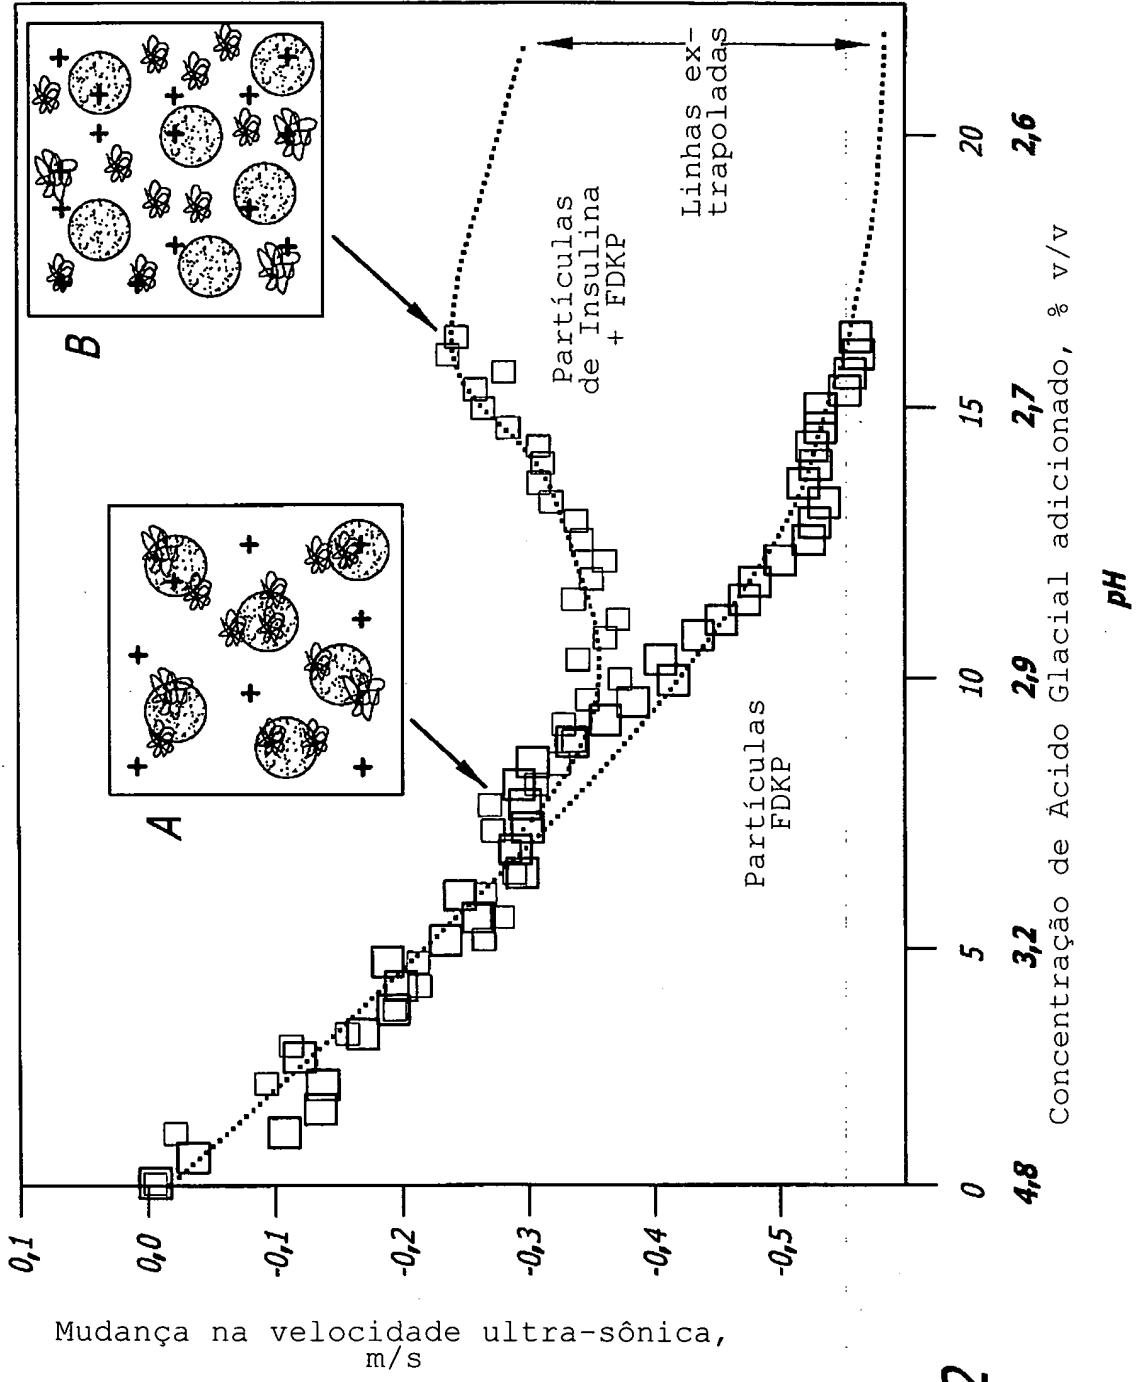 B
A
Linhas ex-
trapoladas
Partículas
de Insulina
+ FDKP
Partículas
FDKP
0,1
0,0
-0,1
-0,2
-0,3
-0,4
-0,5
Mudança na velocidade ultra-sônica,
m/s
0 5 10 15 20
4,8 3,2 2,9 2,7 2,6
Concentração de Ácido Glacial adicionado, % v/v
pH
2